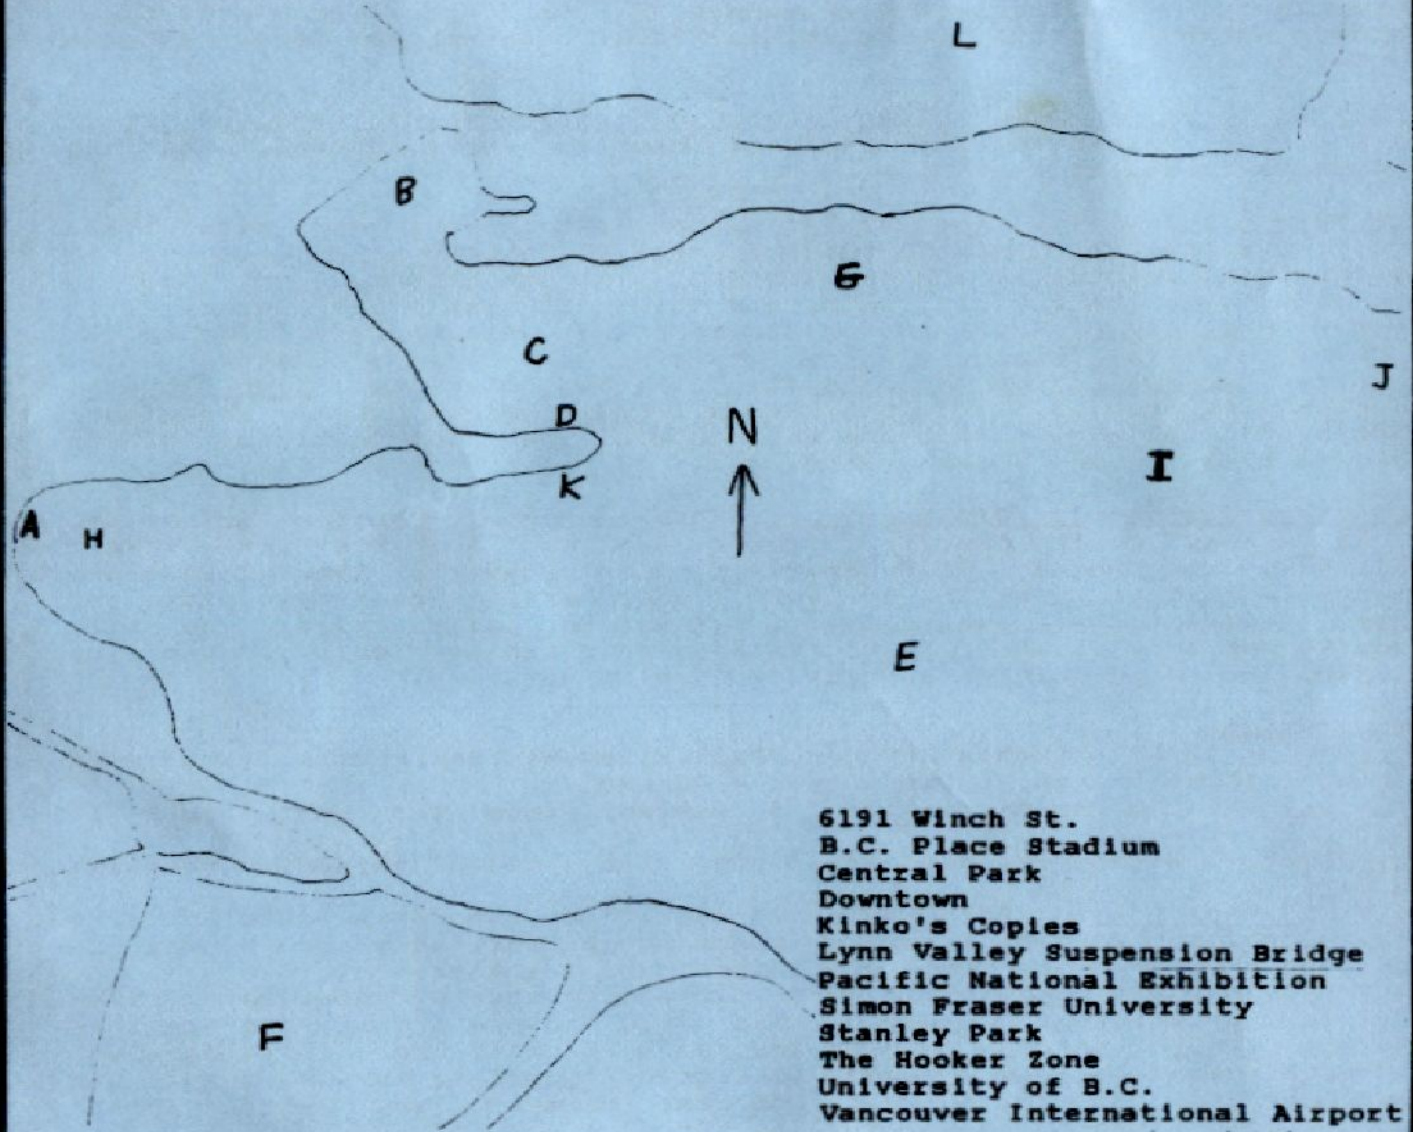 L
B
G
C
J
D
N
I
K
A
H
E
6191 Winch St.
B.C. Place Stadium
Central Park
Downtown
Kinko's Copies
Lynn Valley Suspension Bridge
Pacific National Exhibition
Simon Fraser University
Stanley Park
F
The Hooker Zone
University of B.C.
Vancouver International Airport